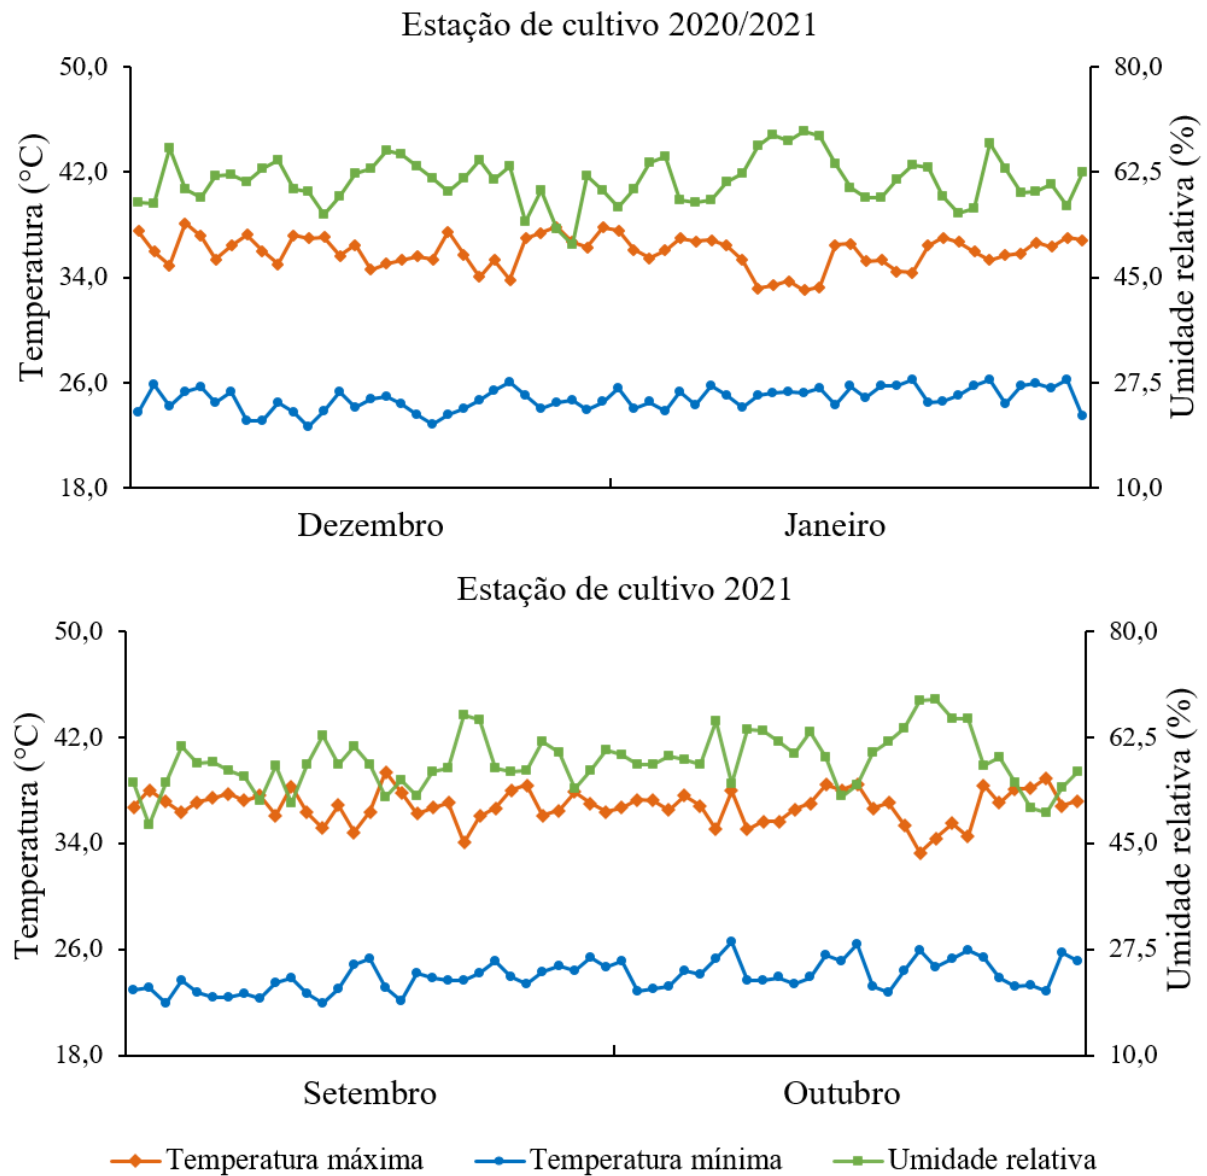 Estação de cultivo 2020/2021
50,0
42,0
34,0
26,0
18,0
Temperatura (°C)
80,0
62,5
45,0
27,5
10,0
Umidade relativa (%)
Dezembro
Janeiro
Estação de cultivo 2021
50,0
42,0
34,0
26,0
18,0
Temperatura (°C)
80,0
62,5
45,0
27,5
10,0
Umidade relativa (%)
Setembro
Outubro
Temperatura máxima
Temperatura mínima
Umidade relativa